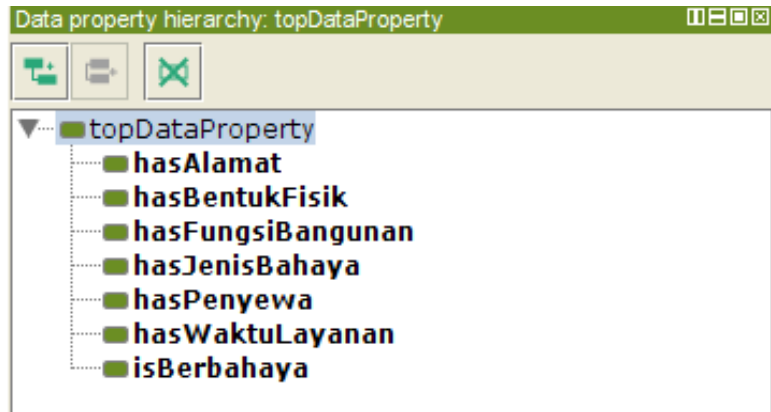 Data property hierarchy: topDataProperty
topDataProperty
hasAlamat
hasBentukFisik
hasFungsiBangunan
hasJenisBahaya
hasPenyewa
hasWaktuLayanan
isBerbahaya